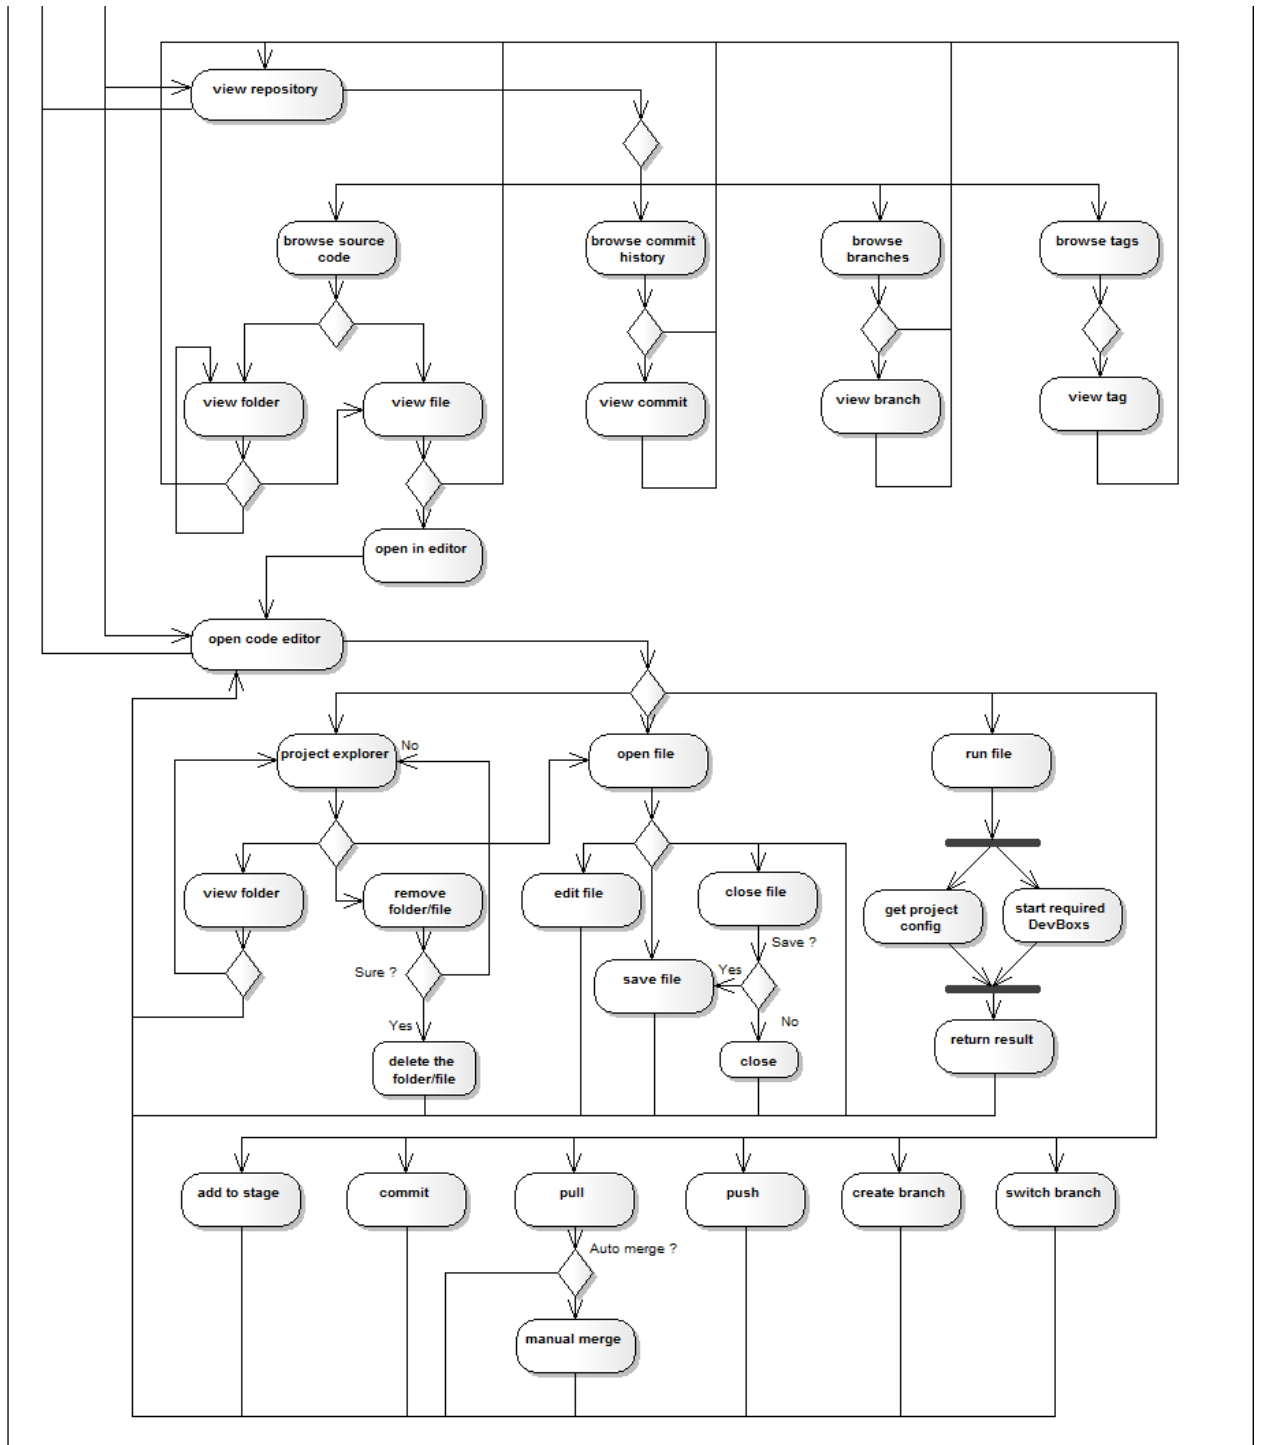 view repository
browse source
code
browse commit
history
browse
branches
browse tags
view folder
view file
view commit
view branch
view tag
open in editor
open code editor
project explorer
No
open file
run file
view folder
remove
folder/file
edit file
close file
get project
config
start required
DevBoxs
Sure ?
save file
Yes
Save ?
Yes
No
delete the
folder/file
close
return result
add to stage
commit
pull
push
create branch
switch branch
Auto merge ?
manual merge